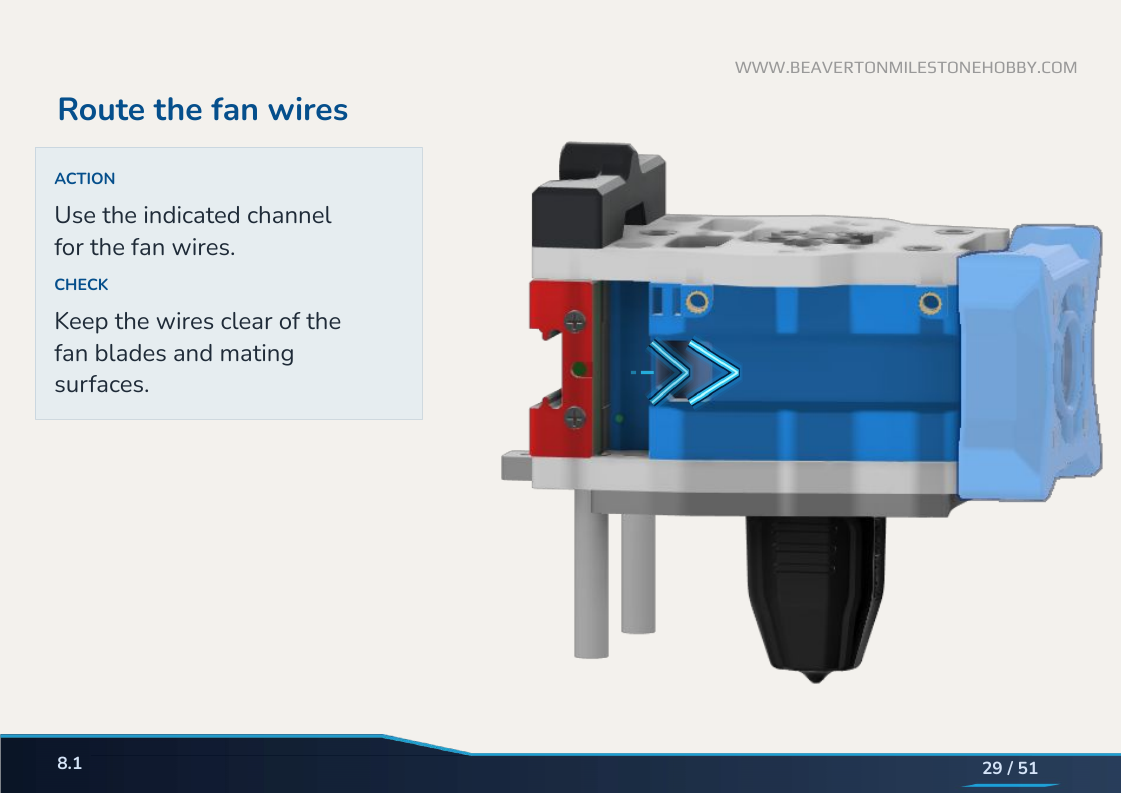 WWW.BEAVERTONMILESTONEHOBBY.COM
Route the fan wires
ACTION
Use the indicated channel
for the fan wires.
CHECK
Keep the wires clear of the
fan blades and mating
surfaces.
8.1
29 / 51